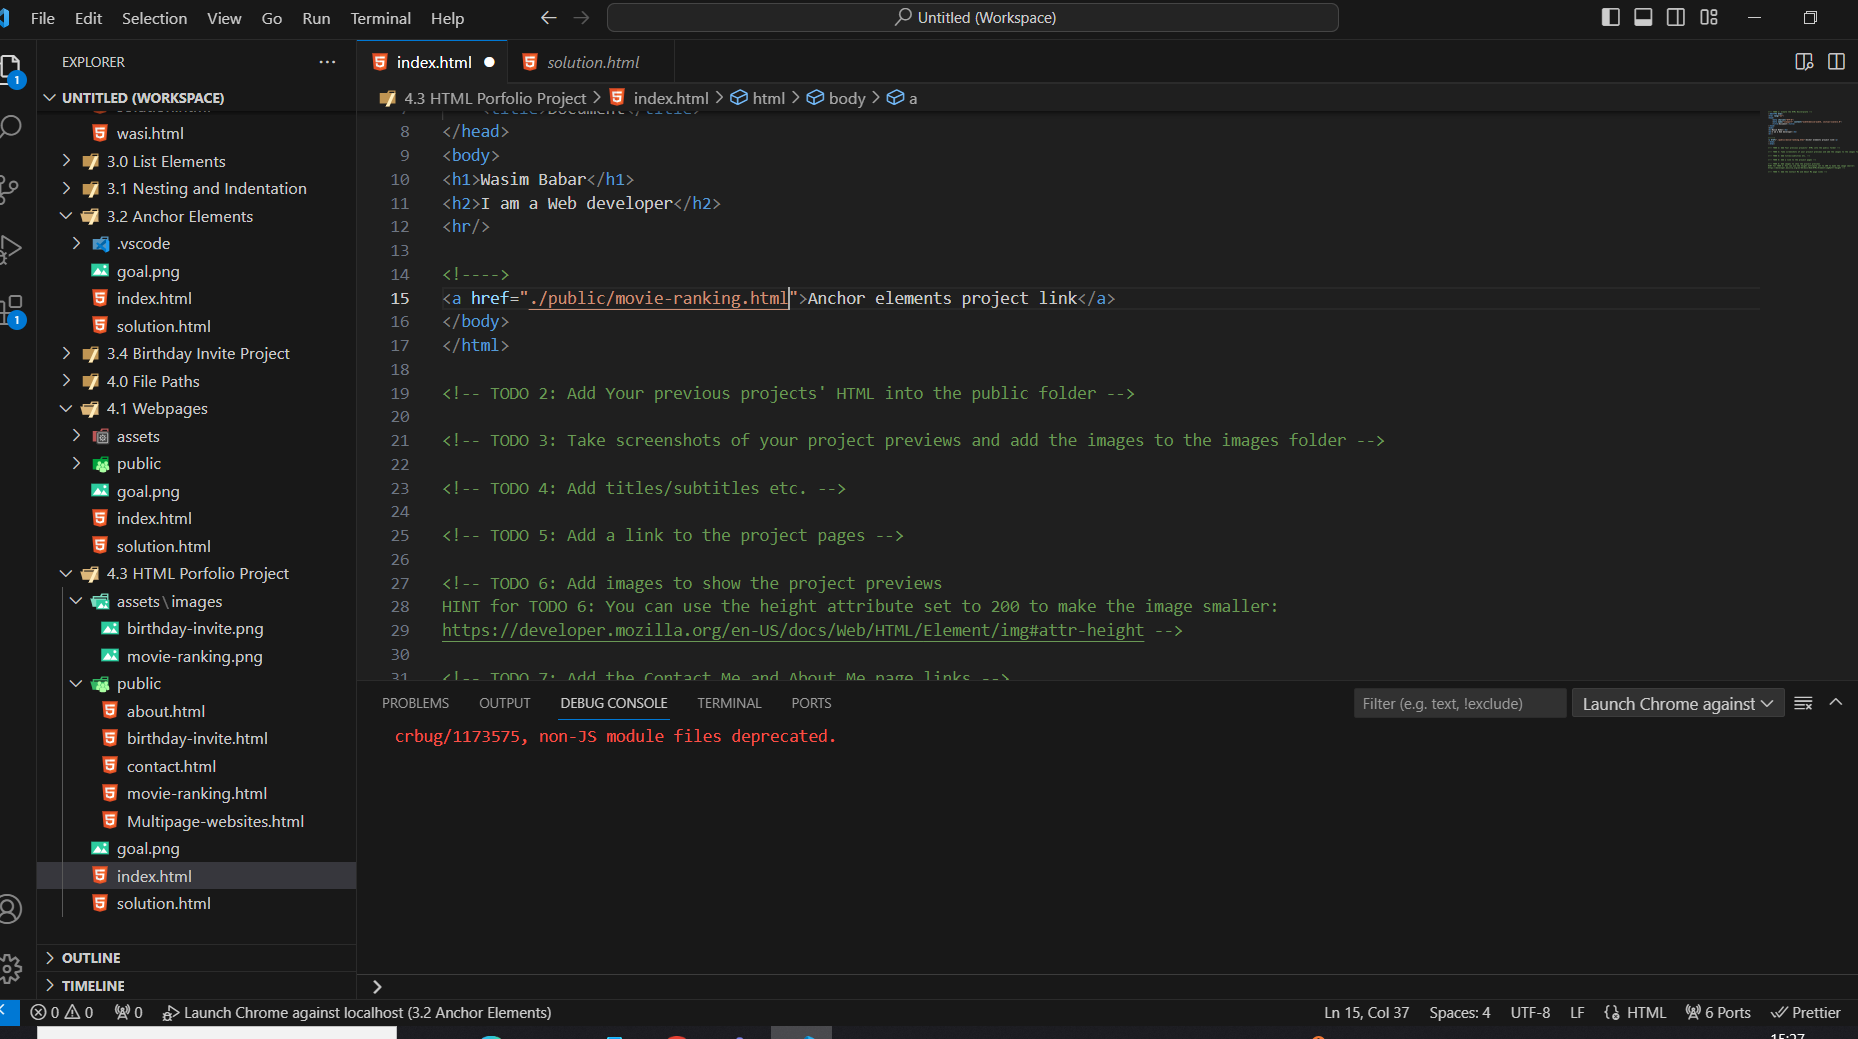 File Edit Selection View Go Run Terminal Help
Untitled (Workspace)
EXPLORER
UNTITLED (WORKSPACE)
solution.html
wasi.html
3.0 List Elements
3.1 Nesting and Indentation
3.2 Anchor Elements
.vscode
goal.png
index.html
solution.html
3.4 Birthday Invite Project
4.0 File Paths
4.1 Webpages
assets
public
goal.png
index.html
solution.html
4.3 HTML Porfolio Project
assets\images
birthday-invite.png
movie-ranking.png
public
about.html
birthday-invite.html
contact.html
movie-ranking.html
Multipage-websites.html
goal.png
index.html
solution.html
OUTLINE
TIMELINE
1
1
index.html solution.html
4.3 HTML Porfolio Project > index.html > html > body > a
7 <title>Document</title>
8 </head>
9 <body>
10 <h1>Wasim Babar</h1>
11 <h2>I am a Web developer</h2>
12 <hr/>
13
14 <!---->
15 <a href="./public/movie-ranking.html">Anchor elements project link</a>
16 </body>
17 </html>
18
19 <!-- TODO 2: Add Your previous projects' HTML into the public folder -->
20
21 <!-- TODO 3: Take screenshots of your project previews and add the images to the images folder -->
22
23 <!-- TODO 4: Add titles/subtitles etc. -->
24
25 <!-- TODO 5: Add a link to the project pages -->
26
27 <!-- TODO 6: Add images to show the project previews
28 HINT for TODO 6: You can use the height attribute set to 200 to make the image smaller:
29 https://developer.mozilla.org/en-US/docs/Web/HTML/Element/img#attr-height -->
30
31 <!-- TODO 7: Add the Contact Me and About Me page links -->
PROBLEMS OUTPUT DEBUG CONSOLE TERMINAL PORTS
Filter (e.g. text, !exclude) Launch Chrome against
crbug/1173575, non-JS module files deprecated.
0 0 0 Launch Chrome against localhost (3.2 Anchor Elements)
Ln 15, Col 37 Spaces: 4 UTF-8 LF HTML 6 Ports Prettier
15:27